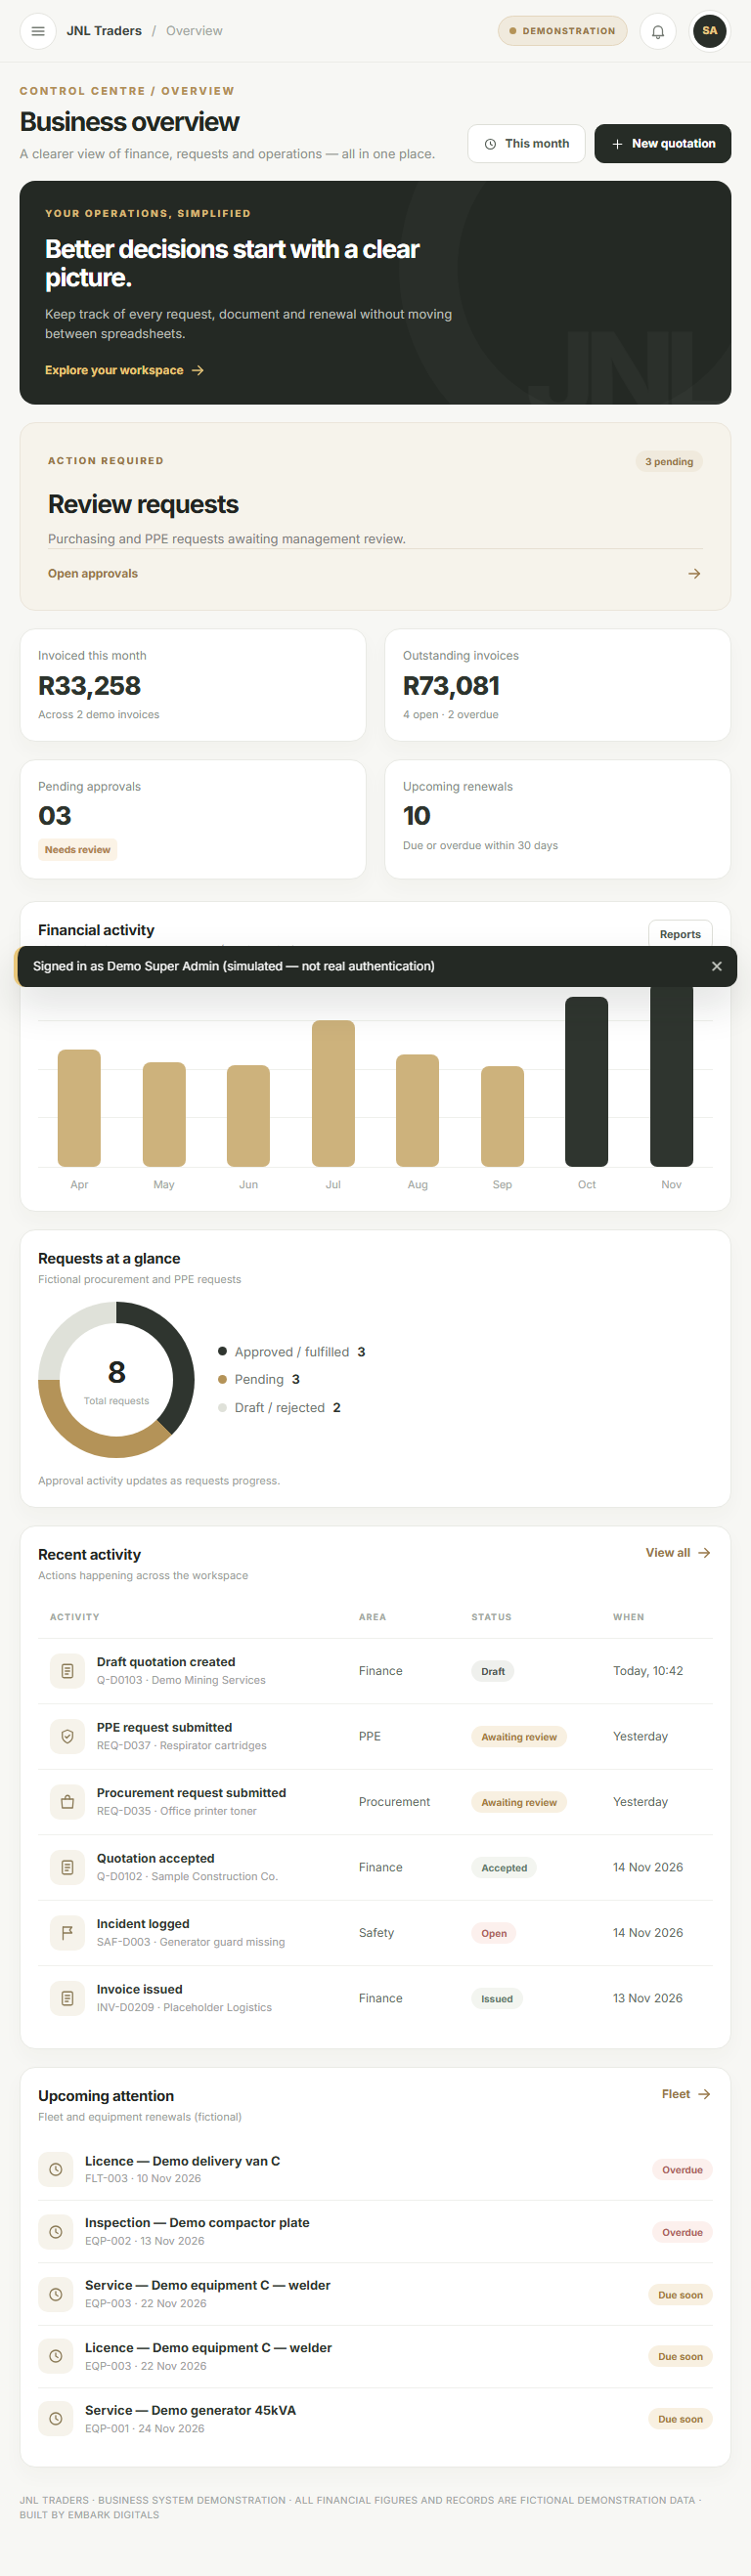 JNL Traders / Overview
DEMONSTRATION
SA
CONTROL CENTRE / OVERVIEW
Business overview
A clearer view of finance, requests and operations — all in one place.
This month
New quotation
YOUR OPERATIONS, SIMPLIFIED
Better decisions start with a clear
picture.
Keep track of every request, document and renewal without moving
between spreadsheets.
Explore your workspace
JNL
ACTION REQUIRED
3 pending
Review requests
Purchasing and PPE requests awaiting management review.
Open approvals
Invoiced this month
R33,258
Across 2 demo invoices
Outstanding invoices
R73,081
4 open · 2 overdue
Pending approvals
03
Needs review
Upcoming renewals
10
Due or overdue within 30 days
Financial activity
Reports
Signed in as Demo Super Admin (simulated — not real authentication)
Apr May Jun Jul Aug Sep Oct Nov
Requests at a glance
Fictional procurement and PPE requests
8
Total requests
Approved / fulfilled 3
Pending 3
Draft / rejected 2
Approval activity updates as requests progress.
Recent activity
View all
Actions happening across the workspace
ACTIVITY AREA STATUS WHEN
Draft quotation created
Q-D0103 · Demo Mining Services
Finance
Draft
Today, 10:42
PPE request submitted
REQ-D037 · Respirator cartridges
PPE
Awaiting review
Yesterday
Procurement request submitted
REQ-D035 · Office printer toner
Procurement
Awaiting review
Yesterday
Quotation accepted
Q-D0102 · Sample Construction Co.
Finance
Accepted
14 Nov 2026
Incident logged
SAF-D003 · Generator guard missing
Safety
Open
14 Nov 2026
Invoice issued
INV-D0209 · Placeholder Logistics
Finance
Issued
13 Nov 2026
Upcoming attention
Fleet
Fleet and equipment renewals (fictional)
Licence — Demo delivery van C
FLT-003 · 10 Nov 2026
Overdue
Inspection — Demo compactor plate
EQP-002 · 13 Nov 2026
Overdue
Service — Demo equipment C — welder
EQP-003 · 22 Nov 2026
Due soon
Licence — Demo equipment C — welder
EQP-003 · 22 Nov 2026
Due soon
Service — Demo generator 45kVA
EQP-001 · 24 Nov 2026
Due soon
JNL TRADERS · BUSINESS SYSTEM DEMONSTRATION · ALL FINANCIAL FIGURES AND RECORDS ARE FICTIONAL DEMONSTRATION DATA ·
BUILT BY EMBARK DIGITALS